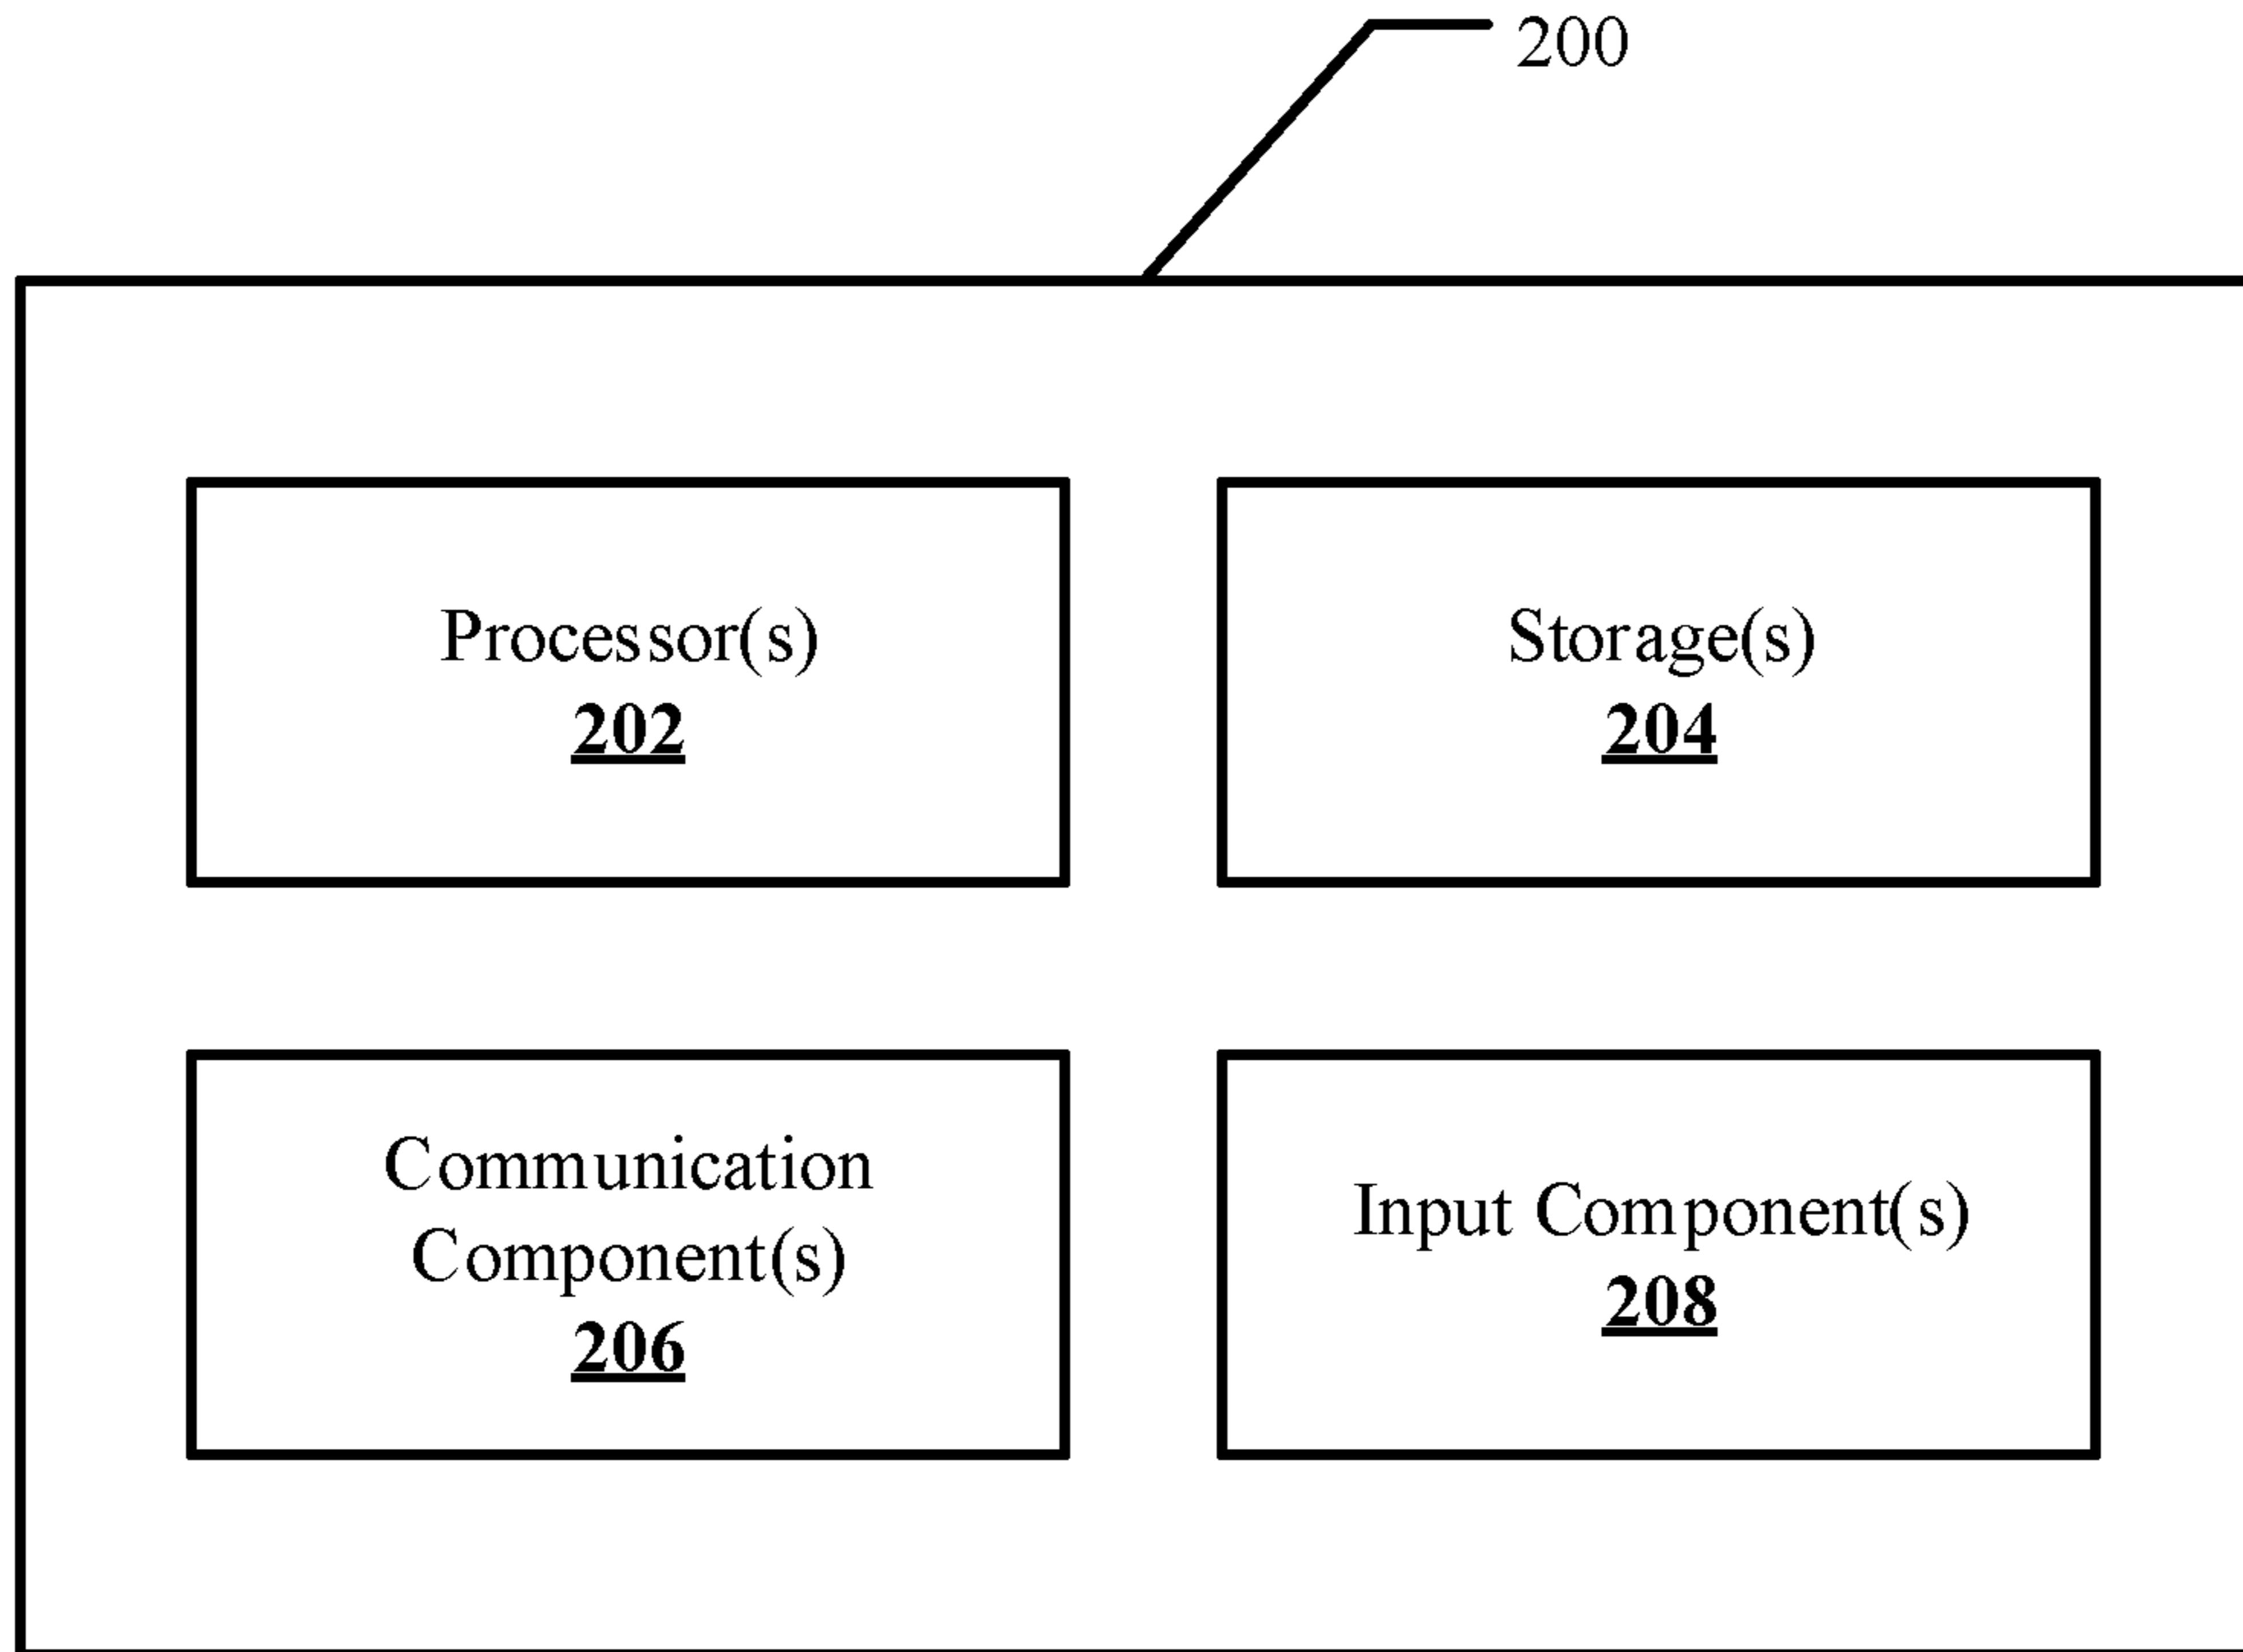 200
Processor(s)
202
Storage(s)
204
Communication
Component(s)
206
Input Component(s)
208